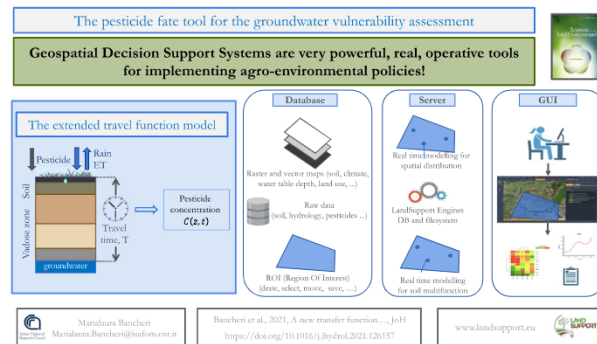 The pesticide fate tool for the groundwater vulnerability assessment
Geospatial Decision Support Systems are very powerful, real, operative tools
for implementing agro-environmental policies!
The extended travel function model
Pesticide
Rain
ET
Soil
Vadose zone
Travel
time, T
groundwater
Pesticide
concentration
C(z,t)
Database
Raster and vector maps (soil, climate,
water table depth, land use, ...)
Raw data
(soil, hydrology, pesticides ...)
ROI (Region Of Interest)
(draw, select, move, save, ...)
Server
Real time modelling for
spatial distribution
LandSupport Engines
DB and filesystem
Real time modelling
for soil multifunction
GUI
Marialaura Bancheri
Marialaura.Bancheri@isafom.cnr.it
Bancheri et al., 2021, A new transfer function..., JoH
https://doi.org/10.1016/j.jhydrol.2021.126157
www.landsupport.eu
LAND
SUPPORT